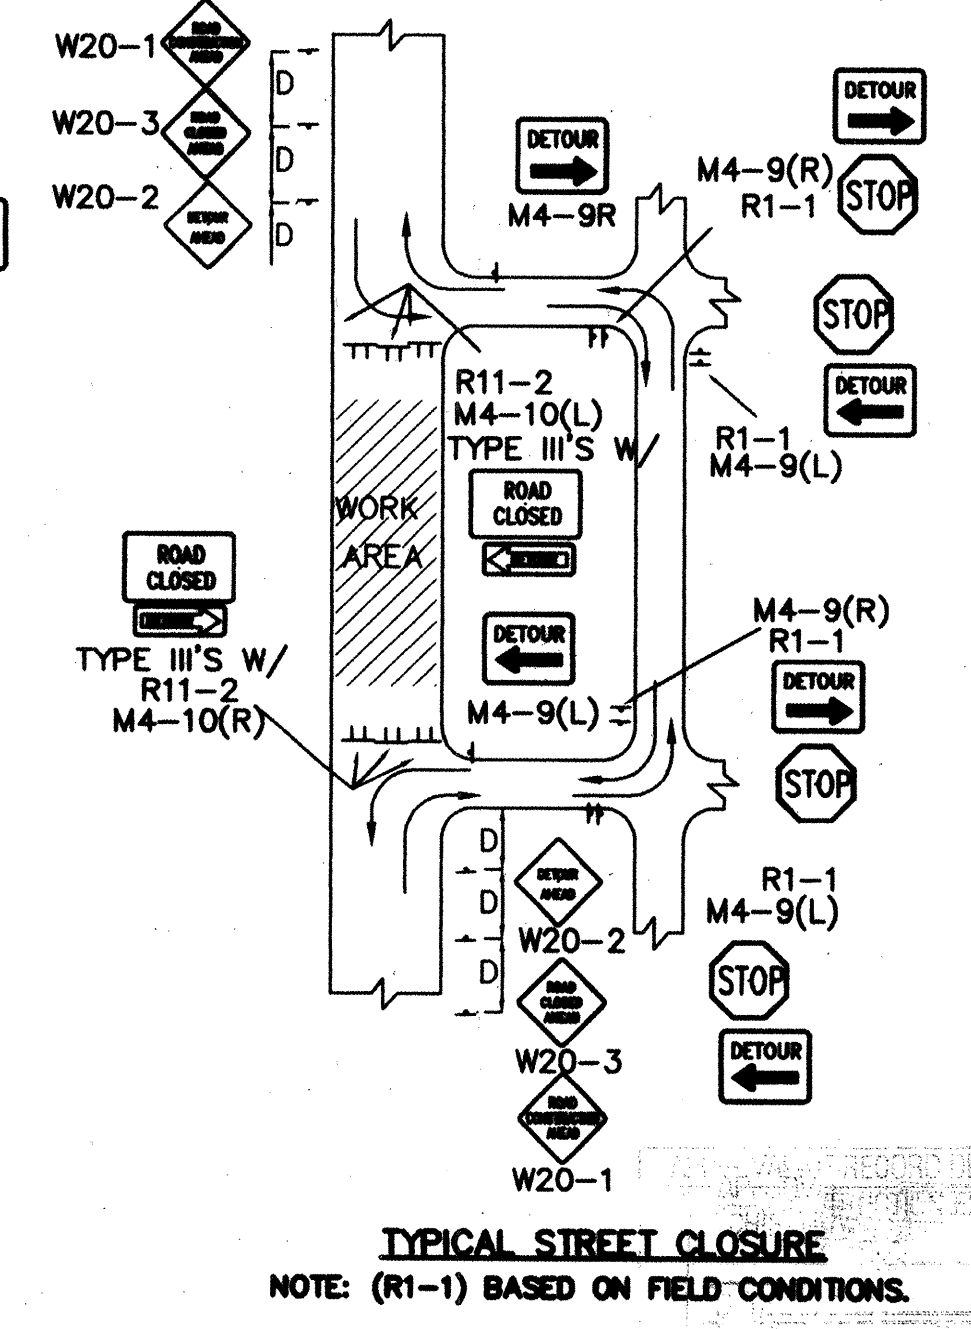 W20-1
ROAD
CONSTRUCTION
AHEAD
D
W20-3
ROAD
CLOSED
AHEAD
D
W20-2
DETOUR
AHEAD
D
DETOUR
M4-9R
DETOUR
M4-9(R)
R1-1
STOP
STOP
DETOUR
R1-1
M4-9(L)
R11-2
M4-10(L)
TYPE III'S W/
ROAD
CLOSED
DETOUR
WORK
AREA
ROAD
CLOSED
DETOUR
TYPE III'S W/
R11-2
M4-10(R)
DETOUR
M4-9(L)
M4-9(R)
R1-1
DETOUR
STOP
D
D
D
DETOUR
AHEAD
W20-2
ROAD
CLOSED
AHEAD
W20-3
ROAD
CONSTRUCTION
AHEAD
W20-1
R1-1
M4-9(L)
STOP
DETOUR
RECORD
TYPICAL STREET CLOSURE
NOTE: (R1-1) BASED ON FIELD CONDITIONS.